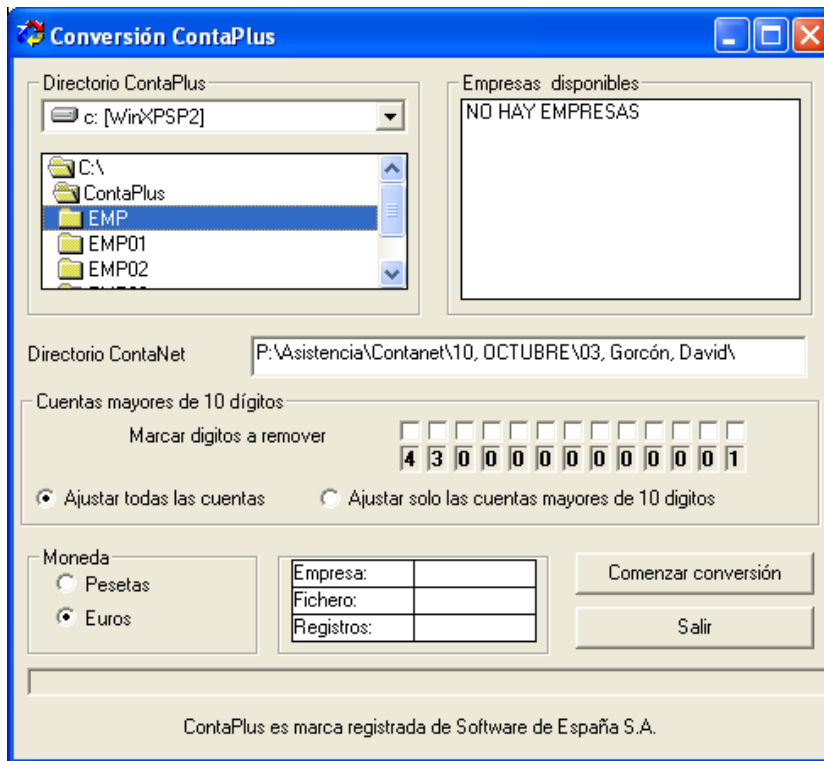 Conversión ContaPlus
Directorio ContaPlus
c: [WinXPSP2]
C:\
ContaPlus
EMP
EMP01
EMP02
Empresas disponibles
NO HAY EMPRESAS
Directorio ContaNet
P:\Asistencia\Contanet\10, OCTUBRE\03, Gorcón, David\
Cuentas mayores de 10 dígitos
Marcar digitos a remover
4 3 0 0 0 0 0 0 0 0 0 0 1
Ajustar todas las cuentas
Ajustar solo las cuentas mayores de 10 digitos
Moneda
Pesetas
Euros
Empresa:
Fichero:
Registros:
Comenzar conversión
Salir
ContaPlus es marca registrada de Software de España S.A.